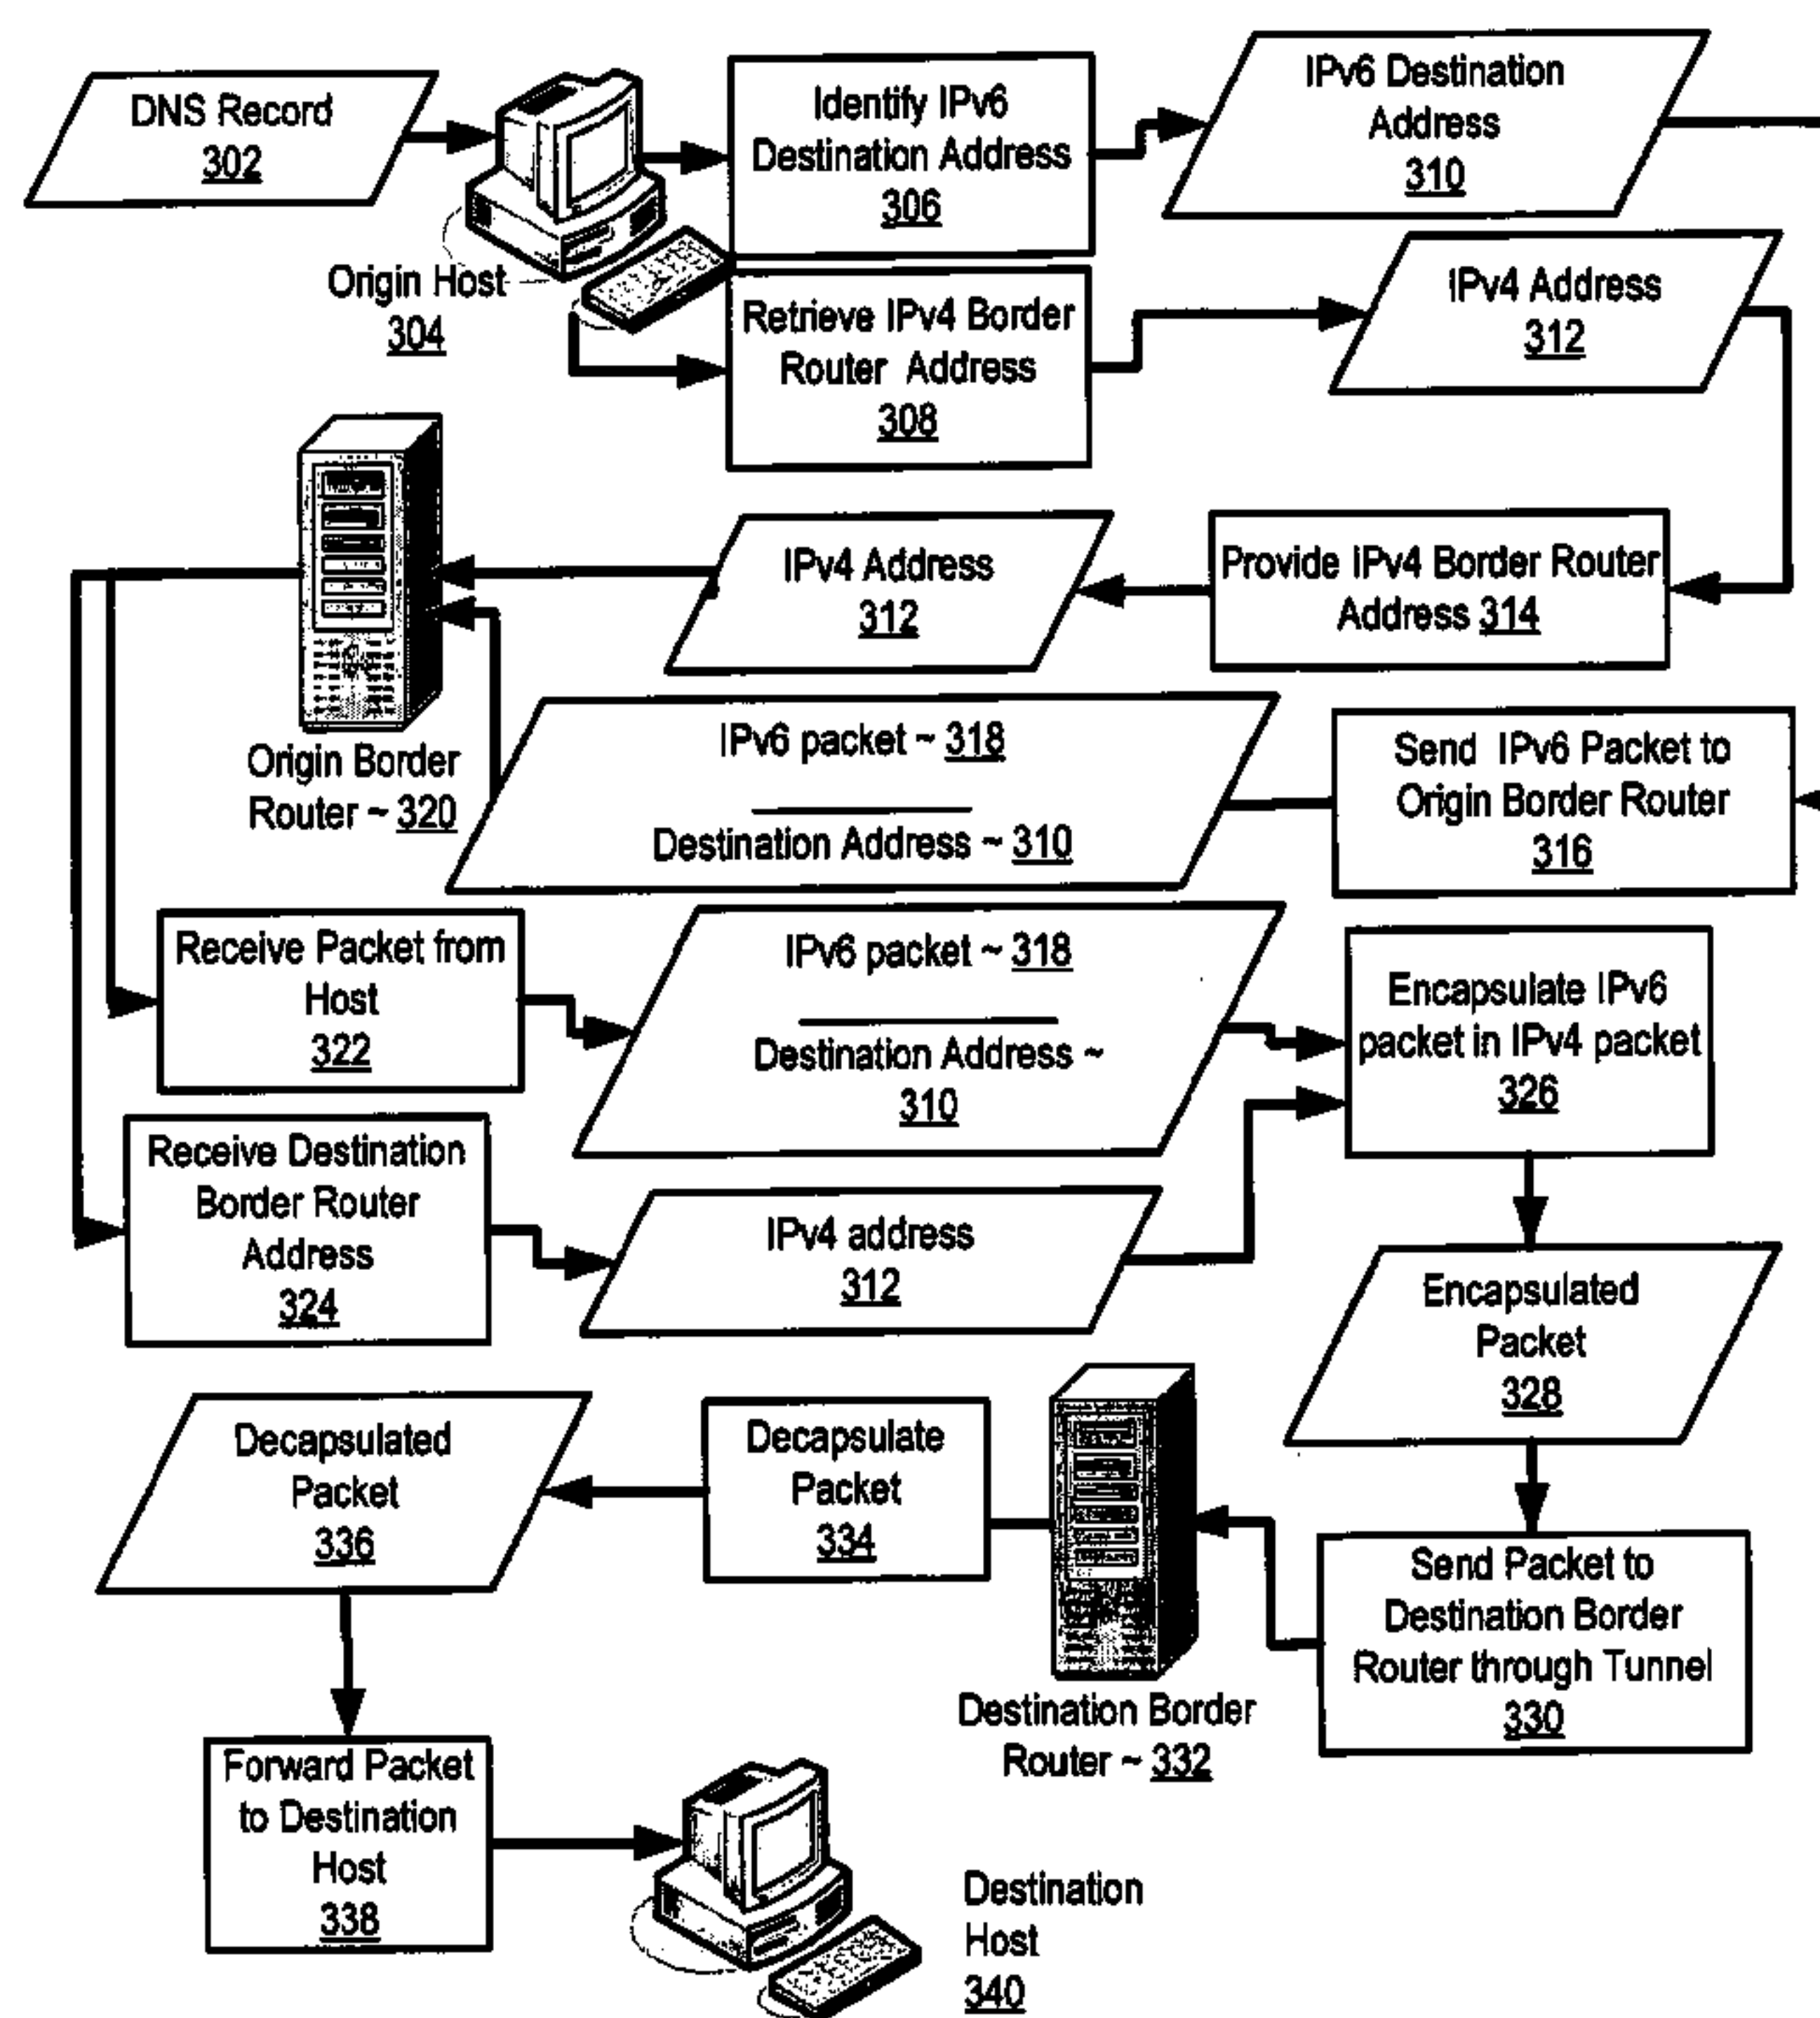 DNS Record
302
Origin Host
304
Identify IPv6
Destination Address
306
IPv6 Destination
Address
310
Retrieve IPv4 Border
Router Address
308
IPv4 Address
312
Provide IPv4 Border Router
Address 314
IPv4 Address
312
Origin Border
Router ~ 320
IPv6 packet ~ 318
Destination Address ~ 310
Send IPv6 Packet to
Origin Border Router
316
Receive Packet from
Host
322
IPv6 packet ~ 318
Destination Address ~
310
Encapsulate IPv6
packet in IPv4 packet
326
Receive Destination
Border Router
Address
324
IPv4 address
312
Encapsulated
Packet
328
Decapsulated
Packet
336
Decapsulate
Packet
334
Destination Border
Router ~ 332
Send Packet to
Destination Border
Router through Tunnel
330
Forward Packet
to Destination
Host
338
Destination
Host
340